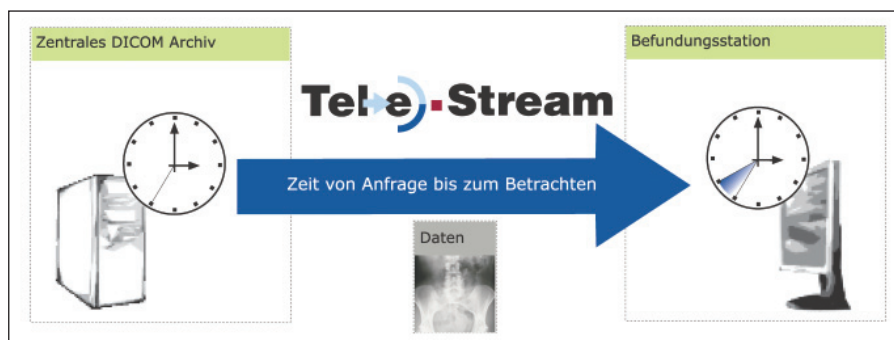 Zentrales DICOM Archiv
Befundungsstation
Tele Stream
Zeit von Anfrage bis zum Betrachten
Daten